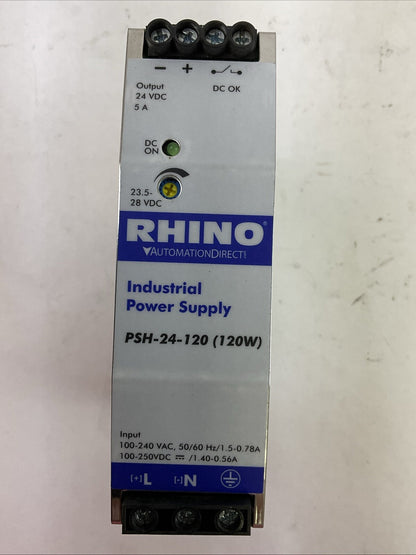 − +
Output
24 VDC
5 A
DC OK
DC
ON
23.5-
28 VDC
RHINO®
AUTOMATIONDIRECT!
Industrial
Power Supply
PSH-24-120 (120W)
Input
100-240 VAC, 50/60 Hz/1.5-0.78A
100-250VDC ⎓ /1.40-0.56A
[+]L [-]N